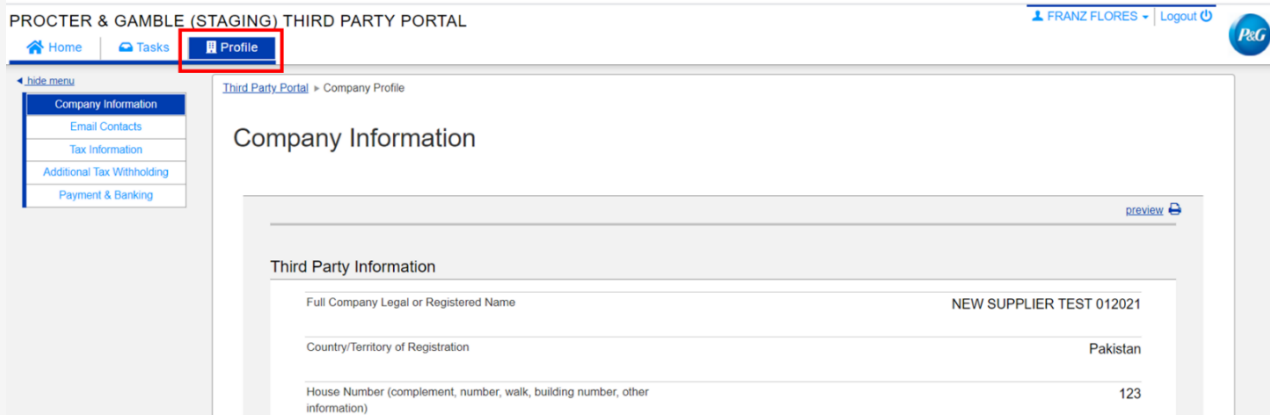 PROCTER & GAMBLE (STAGING) THIRD PARTY PORTAL
FRANZ FLORES Logout
P&G
Home Tasks Profile
hide menu
Company Information
Email Contacts
Tax Information
Additional Tax Withholding
Payment & Banking
Third Party Portal Company Profile
Company Information
preview
Third Party Information
Full Company Legal or Registered Name NEW SUPPLIER TEST 012021
Country/Territory of Registration Pakistan
House Number (complement, number, walk, building number, other 123
information)